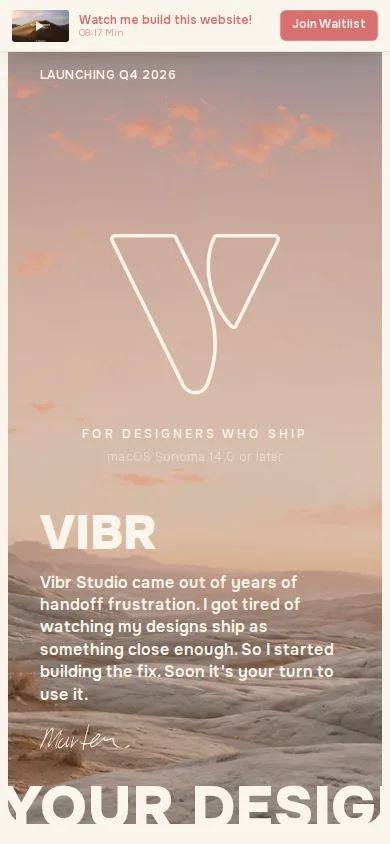 Watch me build this website!
08:17 Min
Join Waitlist
LAUNCHING Q4 2026
FOR DESIGNERS WHO SHIP
macOS Sonoma 14.0 or later
VIBR
Vibr Studio came out of years of
handoff frustration. I got tired of
watching my designs ship as
something close enough. So I started
building the fix. Soon it's your turn to
use it.
Marten.
YOUR DESIG